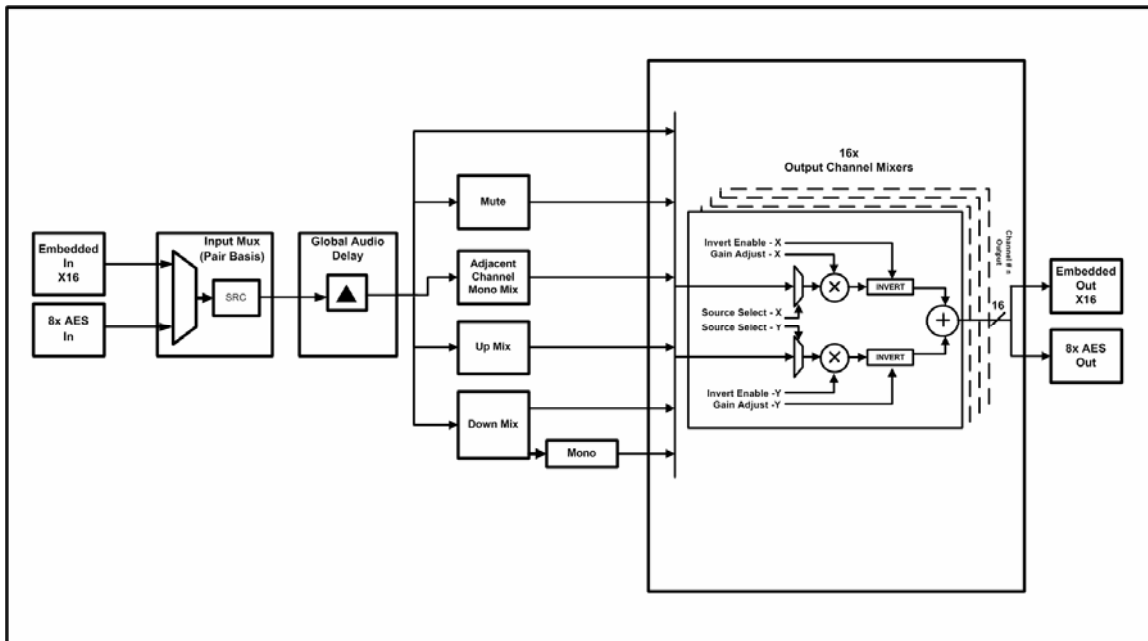 Embedded
In
X16
8x AES
In
Input Mux
(Pair Basis)
SRC
Global Audio
Delay
Mute
Adjacent
Channel
Mono Mix
Up Mix
Down Mix
Mono
16x
Output Channel Mixers
Invert Enable - X
Gain Adjust - X
INVERT
Source Select - X
Source Select - Y
INVERT
Invert Enable -Y
Gain Adjust -Y
Channel # n
Output
16
Embedded
Out
X16
8x AES
Out